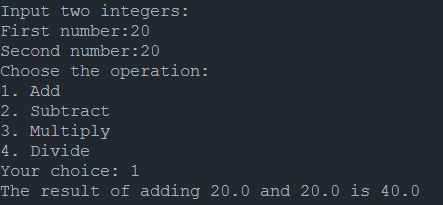 Input two integers:
First number:20
Second number:20
Choose the operation:
1. Add
2. Subtract
3. Multiply
4. Divide
Your choice: 1
The result of adding 20.0 and 20.0 is 40.0